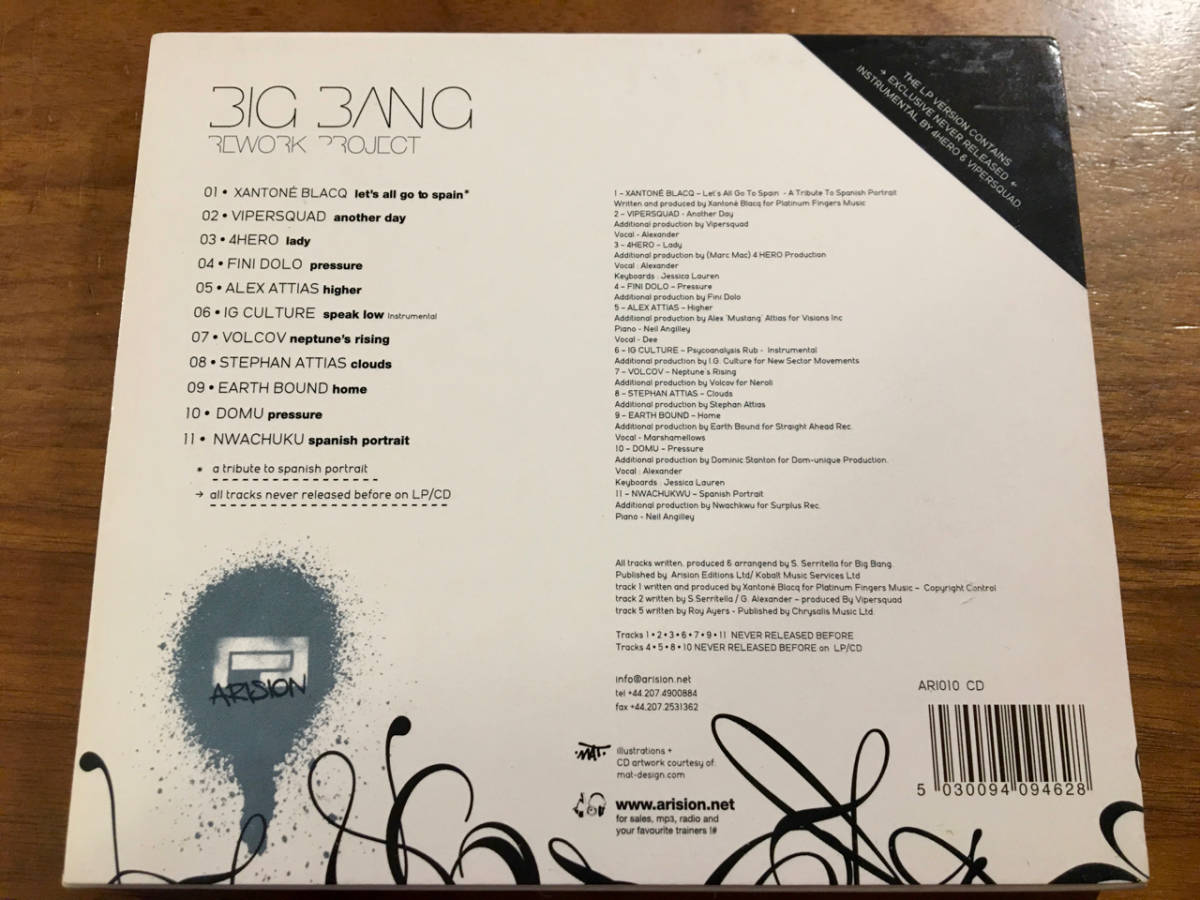 BIG BANG
REWORK PROJECT
01 • XANTONÉ BLACQ let's all go to spain*
02 • VIPERSQUAD another day
03 • 4HERO lady
04 • FINI DOLO pressure
05 • ALEX ATTIAS higher
06 • IG CULTURE speak low Instrumental
07 • VOLCOV neptune's rising
08 • STEPHAN ATTIAS clouds
09 • EARTH BOUND home
10 • DOMU pressure
11 • NWACHUKU spanish portrait
* a tribute to spanish portrait
→ all tracks never released before on LP/CD
ARISION
THE LP VERSION CONTAINS
→ EXCLUSIVE NEVER RELEASED ←
INSTRUMENTAL BY 4HERO & VIPERSQUAD
1 – XANTONÉ BLACQ – Let's All Go To Spain - A Tribute To Spanish Portrait
Written and produced by Xantoné Blacq for Platinum Fingers Music
2 – VIPERSQUAD - Another Day
Additional production by Vipersquad
Vocal - Alexander
3 – 4HERO – Lady
Additional production by (Marc Mac) 4 HERO Production
Vocal : Alexander
Keyboards : Jessica Lauren
4 – FINI DOLO – Pressure
Additional production by Fini Dolo
5 – ALEX ATTIAS – Higher
Additional production by Alex "Mustang" Attias for Visions Inc
Piano - Neil Angilley
Vocal - Dee
6 – IG CULTURE – Psycoanalysis Rub - Instrumental
Additional production by I.G. Culture for New Sector Movements
7 – VOLCOV – Neptune's Rising
Additional production by Volcov for Neroli
8 – STEPHAN ATTIAS – Clouds
Additional production by Stephan Attias
9 – EARTH BOUND – Home
Additional production by Earth Bound for Straight Ahead Rec.
Vocal - Marshamellows
10 – DOMU – Pressure
Additional production by Dominic Stanton for Dom-unique Production.
Vocal : Alexander
Keyboards : Jessica Lauren
11 – NWACHUKWU – Spanish Portrait
Additional production by Nwachkwu for Surplus Rec.
Piano - Neil Angilley
All tracks written, produced & arrangend by S. Serritella for Big Bang.
Published by Arision Editions Ltd/ Kobalt Music Services Ltd
track 1 written and produced by Xantoné Blacq for Platinum Fingers Music – Copyright Control
track 2 written by S.Serritella / G. Alexander – produced By Vipersquad
track 5 written by Roy Ayers - Published by Chrysalis Music Ltd.
Tracks 1 • 2 • 3 • 6 • 7 • 9 • 11 NEVER RELEASED BEFORE
Tracks 4 • 5 • 8 • 10 NEVER RELEASED BEFORE on LP/CD
info@arision.net
tel +44.207.4900884
fax +44.207.2531362
•MAT•
illustrations +
CD artwork courtesy of:
mat-design.com
www.arision.net
for sales, mp3, radio and
your favourite trainers !#
ARI010 CD
5 030094 094628